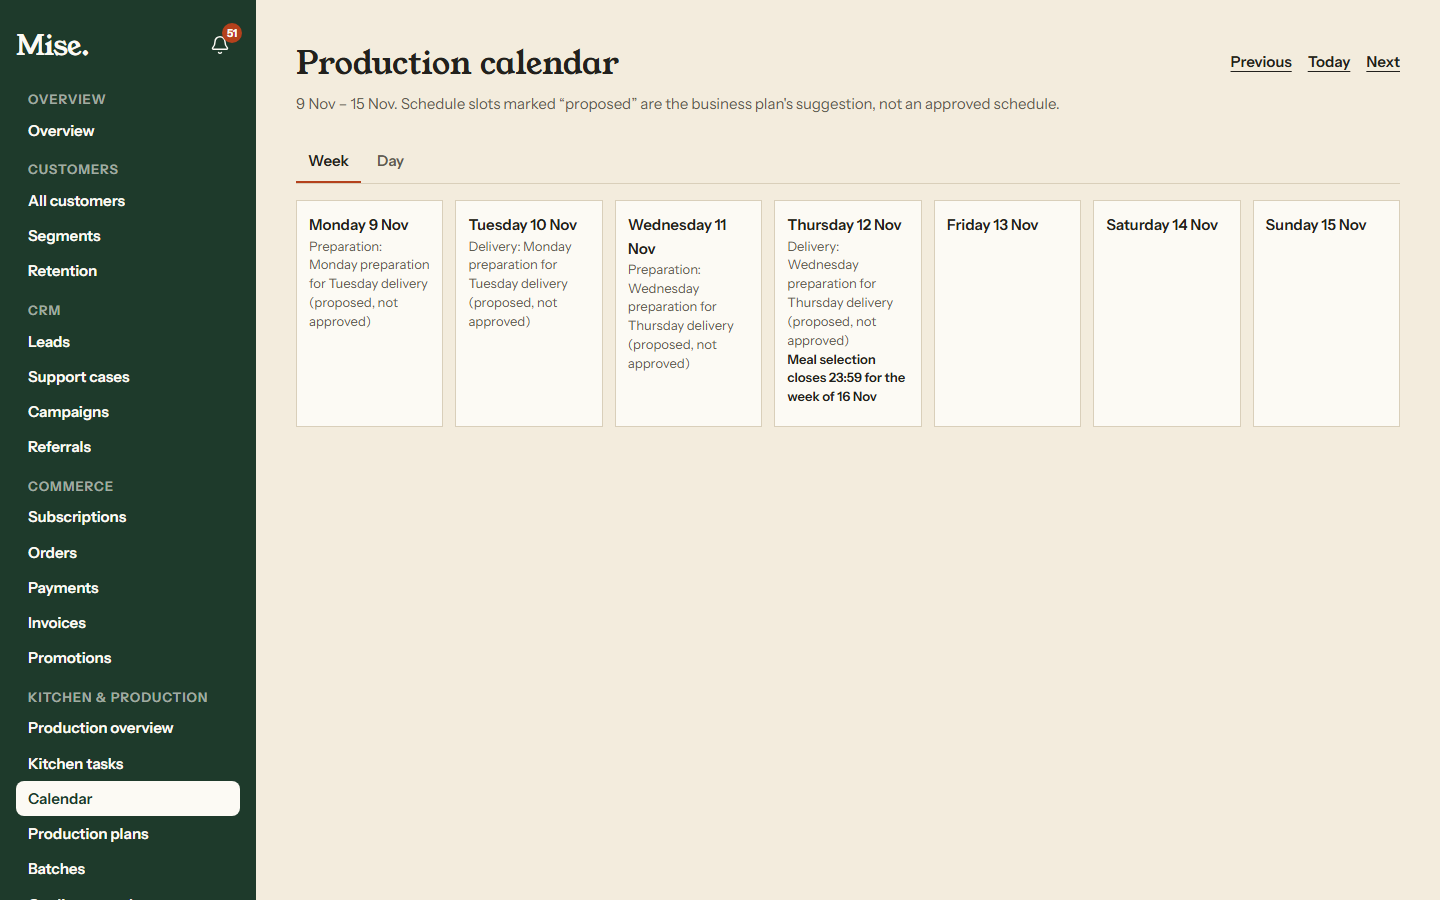 Mise.
51
OVERVIEW
Overview
CUSTOMERS
All customers
Segments
Retention
CRM
Leads
Support cases
Campaigns
Referrals
COMMERCE
Subscriptions
Orders
Payments
Invoices
Promotions
KITCHEN & PRODUCTION
Production overview
Kitchen tasks
Calendar
Production plans
Batches
Production calendar
Previous Today Next
9 Nov – 15 Nov. Schedule slots marked “proposed” are the business plan’s suggestion, not an approved schedule.
Week Day
Monday 9 Nov
Preparation:
Monday preparation
for Tuesday delivery
(proposed, not
approved)
Tuesday 10 Nov
Delivery: Monday
preparation for
Tuesday delivery
(proposed, not
approved)
Wednesday 11
Nov
Preparation:
Wednesday
preparation for
Thursday delivery
(proposed, not
approved)
Thursday 12 Nov
Delivery:
Wednesday
preparation for
Thursday delivery
(proposed, not
approved)
Meal selection
closes 23:59 for the
week of 16 Nov
Friday 13 Nov
Saturday 14 Nov
Sunday 15 Nov